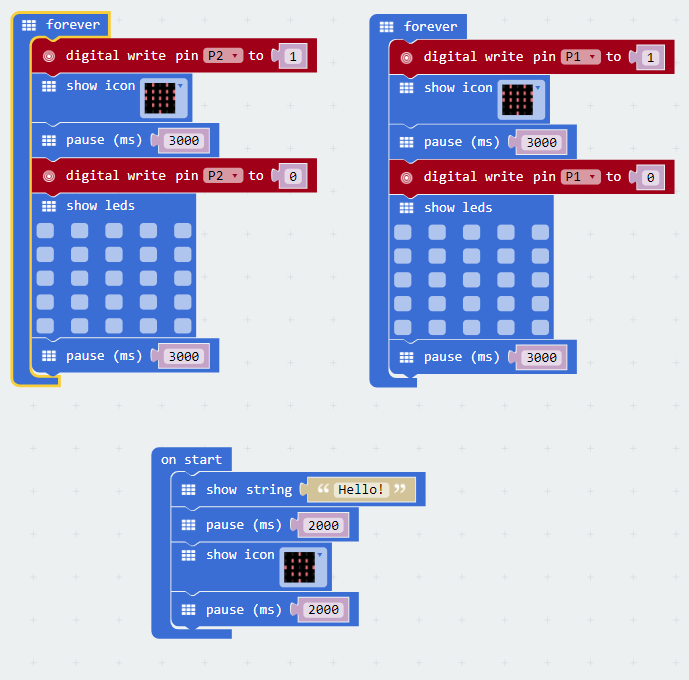 forever
digital write pin P2 to 1
show icon
pause (ms) 3000
digital write pin P2 to 0
show leds
pause (ms) 3000
forever
digital write pin P1 to 1
show icon
pause (ms) 3000
digital write pin P1 to 0
show leds
pause (ms) 3000
on start
show string “ Hello! ”
pause (ms) 2000
show icon
pause (ms) 2000